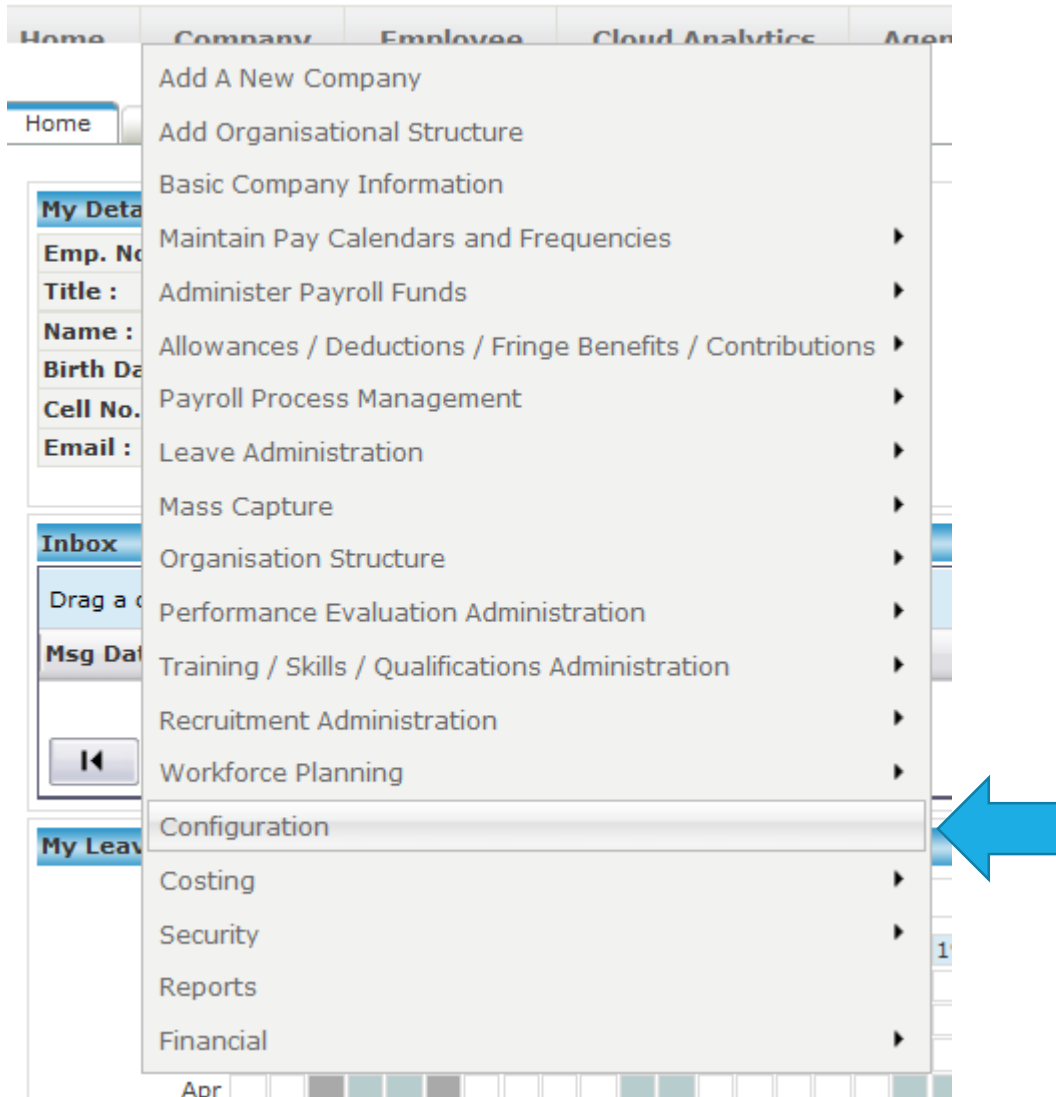 Home Company Employee Cloud Analytics
Add A New Company
Home
Add Organisational Structure
Basic Company Information
My Deta
Maintain Pay Calendars and Frequencies
Emp. No
Title :
Administer Payroll Funds
Name :
Allowances / Deductions / Fringe Benefits / Contributions
Birth Da
Payroll Process Management
Cell No.
Email :
Leave Administration
Mass Capture
Inbox
Organisation Structure
Drag a c
Performance Evaluation Administration
Msg Dat
Training / Skills / Qualifications Administration
Recruitment Administration
Workforce Planning
Configuration
My Leav
Costing
Security
Reports
Financial
Apr